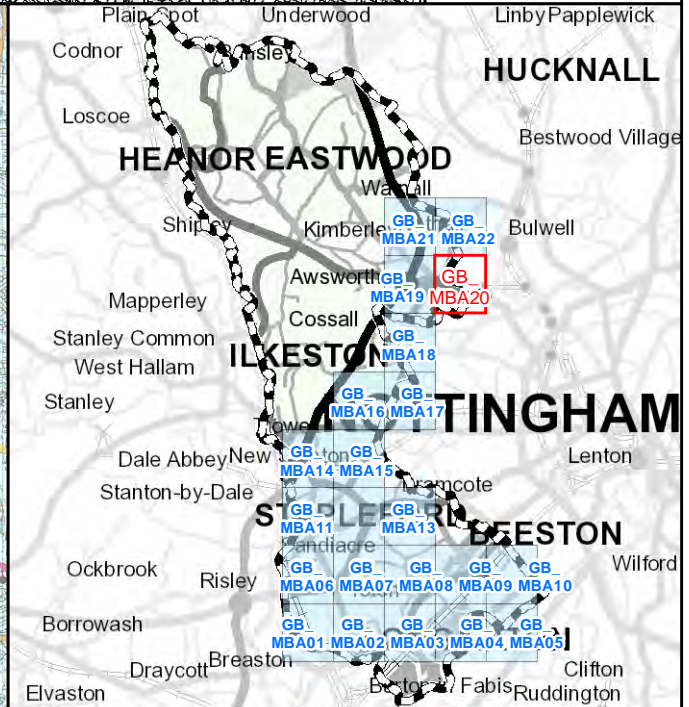 Plain Spot
Underwood
Linby Papplewick
Codnor
HUCKNALL
Loscoe
Bestwood Village
HEANOR EASTWOOD
Shipley
Kimberley
GB_
MBA21
GB_
MBA22
Bulwell
Awsworth
GB_
MBA19
GB_
MBA20
Mapperley
Cossall
Stanley Common
GB_
MBA18
West Hallam
ILKESTON
Stanley
GB_
MBA16
GB_
MBA17
TTINGHAM
Dale Abbey
New
GB_
MBA14
GB_
MBA15
Lenton
Stanton-by-Dale
GB_
MBA11
GB_
MBA13
BEESTON
Ockbrook
Risley
GB_
MBA06
GB_
MBA07
GB_
MBA08
GB_
MBA09
GB_
MBA10
Wilford
Borrowash
GB_
MBA01
GB_
MBA02
GB_
MBA03
GB_
MBA04
GB_
MBA05
Draycott
Breaston
Clifton
Elvaston
Fabis
Ruddington